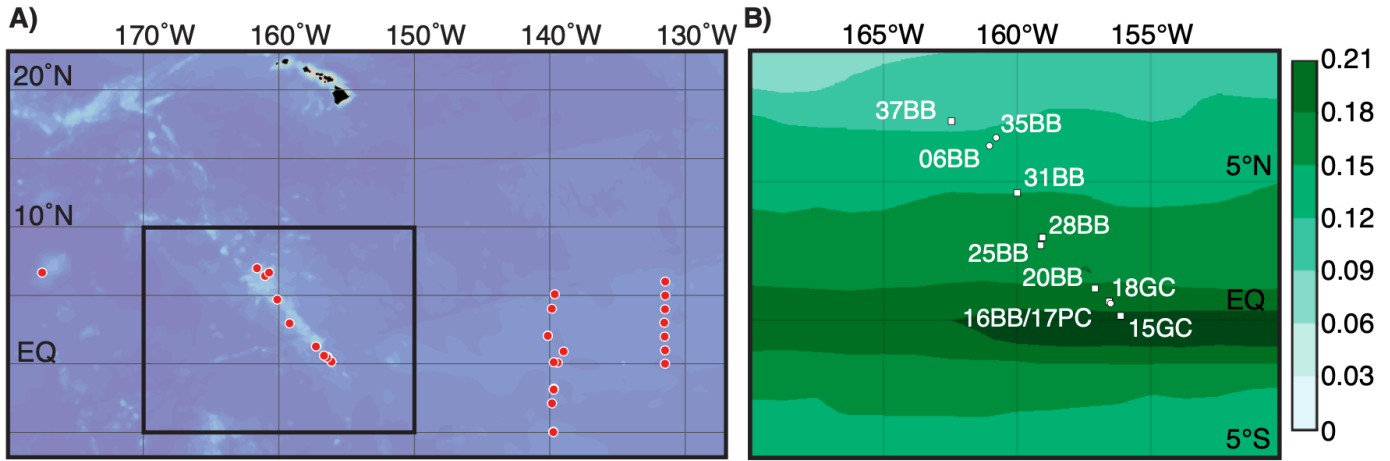 A)
170˚W 160˚W 150˚W 140˚W 130˚W
20˚N
10˚N
EQ
B)
165°W 160°W 155°W
37BB
35BB
06BB
5°N
31BB
28BB
25BB
20BB
18GC
EQ
16BB/17PC
15GC
5°S
0.21
0.18
0.15
0.12
0.09
0.06
0.03
0